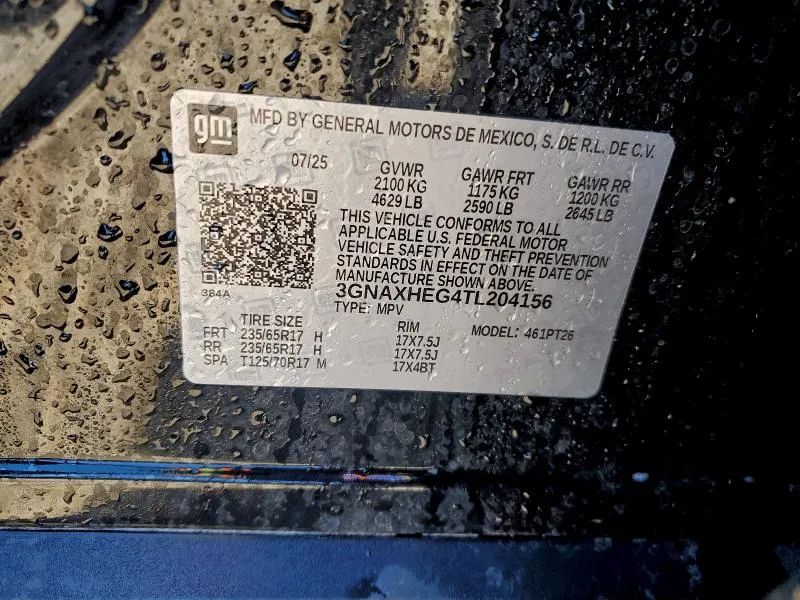 gm MFD BY GENERAL MOTORS DE MEXICO, S. DE R.L. DE C.V.
07/25 GVWR GAWR FRT GAWR RR
2100 KG 1175 KG 1200 KG
4629 LB 2590 LB 2645 LB
THIS VEHICLE CONFORMS TO ALL
APPLICABLE U.S. FEDERAL MOTOR
VEHICLE SAFETY AND THEFT PREVENTION
STANDARDS IN EFFECT ON THE DATE OF
MANUFACTURE SHOWN ABOVE.
384A 3GNAXHEG4TL204156
TYPE: MPV
TIRE SIZE RIM MODEL: 461PT26
FRT 235/65R17 H 17X7.5J
RR 235/65R17 H 17X7.5J
SPA T125/70R17 M 17X4BT